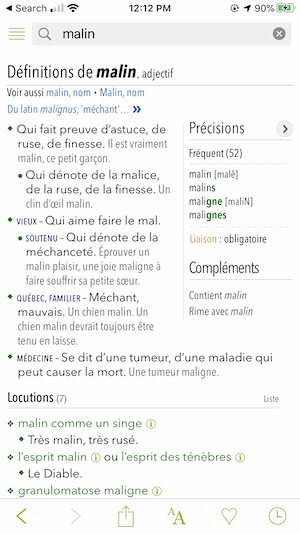 Search
12:12 PM
90%
malin
Définitions de malin, adjectif
Voir aussi malin, nom • Malin, nom
Du latin malignus, ‘méchant’… »
Qui fait preuve d’astuce, de
ruse, de finesse. Il est vraiment
malin, ce petit garçon.
Qui dénote de la malice,
de la ruse, de la finesse. Un
clin d’œil malin.
VIEUX – Qui aime faire le mal.
SOUTENU – Qui dénote de la
méchanceté. Éprouver un
malin plaisir, une joie maligne à
faire souffrir sa petite sœur.
QUÉBEC, FAMILIER – Méchant,
mauvais. Un chien malin. Un
chien malin devrait toujours être
tenu en laisse.
MÉDECINE – Se dit d’une tumeur, d’une maladie qui
peut causer la mort. Une tumeur maligne.
Précisions
Fréquent (52)
malin [malẽ]
malins
maligne [maliN]
malignes
Liaison : obligatoire
Compléments
Contient malin
Rime avec malin
Locutions (7)
Liste
malin comme un singe
Très malin, très rusé.
l’esprit malin ou l’esprit des ténèbres
Le Diable.
granulomatose maligne
AA